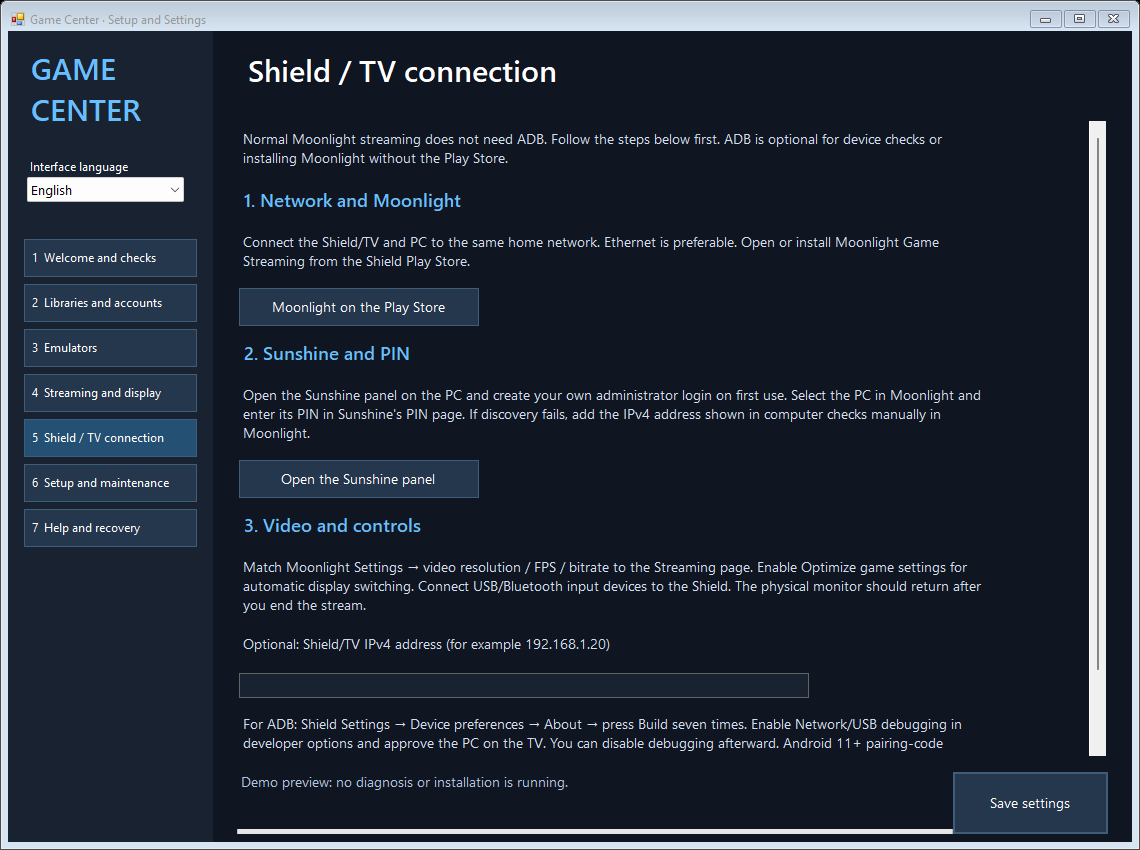 Game Center · Setup and Settings
GAME
CENTER
Interface language
English
1 Welcome and checks
2 Libraries and accounts
3 Emulators
4 Streaming and display
5 Shield / TV connection
6 Setup and maintenance
7 Help and recovery
Shield / TV connection
Normal Moonlight streaming does not need ADB. Follow the steps below first. ADB is optional for device checks or
installing Moonlight without the Play Store.
1. Network and Moonlight
Connect the Shield/TV and PC to the same home network. Ethernet is preferable. Open or install Moonlight Game
Streaming from the Shield Play Store.
Moonlight on the Play Store
2. Sunshine and PIN
Open the Sunshine panel on the PC and create your own administrator login on first use. Select the PC in Moonlight and
enter its PIN in Sunshine's PIN page. If discovery fails, add the IPv4 address shown in computer checks manually in
Moonlight.
Open the Sunshine panel
3. Video and controls
Match Moonlight Settings → video resolution / FPS / bitrate to the Streaming page. Enable Optimize game settings for
automatic display switching. Connect USB/Bluetooth input devices to the Shield. The physical monitor should return after
you end the stream.
Optional: Shield/TV IPv4 address (for example 192.168.1.20)
For ADB: Shield Settings → Device preferences → About → press Build seven times. Enable Network/USB debugging in
developer options and approve the PC on the TV. You can disable debugging afterward. Android 11+ pairing-code
Demo preview: no diagnosis or installation is running.
Save settings